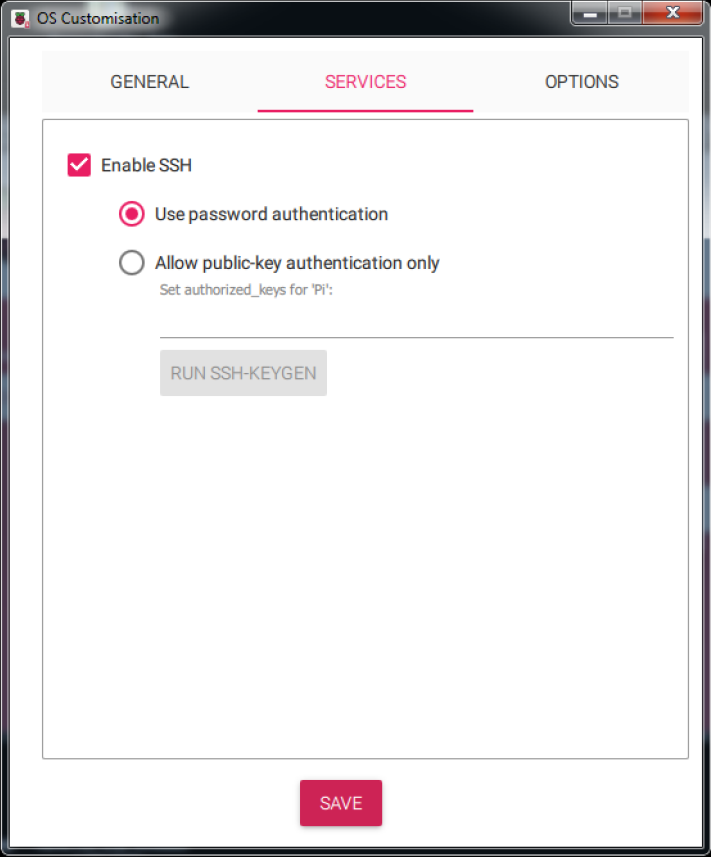 OS Customisation
GENERAL SERVICES OPTIONS
Enable SSH
Use password authentication
Allow public-key authentication only
Set authorized_keys for 'Pi':
RUN SSH-KEYGEN
SAVE